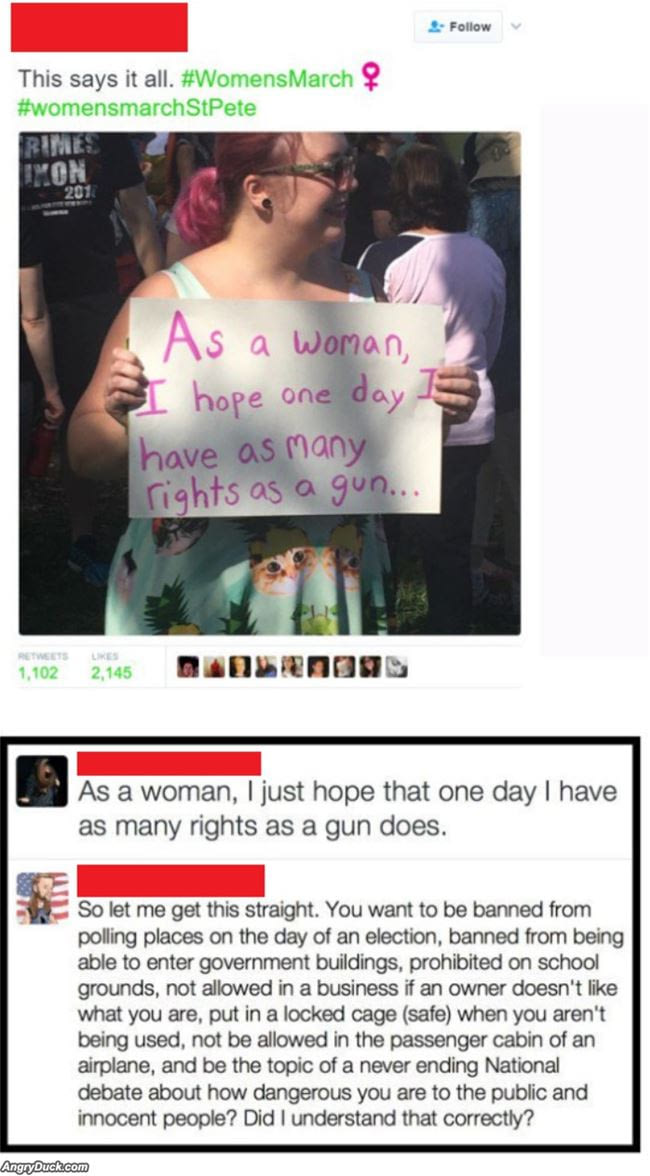 Follow
This says it all. #WomensMarch
#womensmarchStPete
RIMES
201
As a woman,
I hope one day I
have as many
rights as a gun...
RETWEETS LIKES
1,102 2,145
As a woman, I just hope that one day I have
as many rights as a gun does.
So let me get this straight. You want to be banned from
polling places on the day of an election, banned from being
able to enter government buildings, prohibited on school
grounds, not allowed in a business if an owner doesn't like
what you are, put in a locked cage (safe) when you aren't
being used, not be allowed in the passenger cabin of an
airplane, and be the topic of a never ending National
debate about how dangerous you are to the public and
innocent people? Did I understand that correctly?
AngryDuck.com